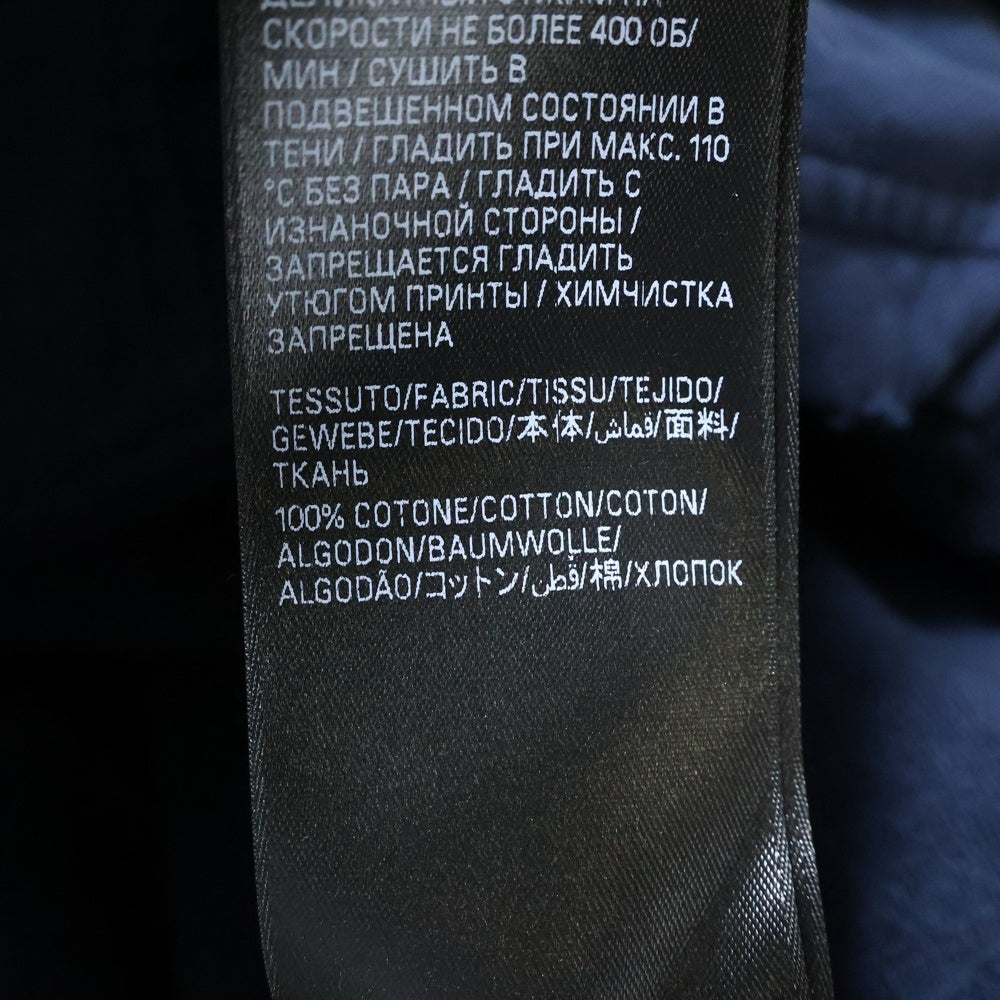 СКОРОСТИ НЕ БОЛЕЕ 400 ОБ/
МИН / СУШИТЬ В
ПОДВЕШЕННОМ СОСТОЯНИИ В
ТЕНИ / ГЛАДИТЬ ПРИ МАКС. 110
°C БЕЗ ПАРА / ГЛАДИТЬ С
ИЗНАНОЧНОЙ СТОРОНЫ /
ЗАПРЕЩАЕТСЯ ГЛАДИТЬ
УТЮГОМ ПРИНТЫ / ХИМЧИСТКА
ЗАПРЕЩЕНА
TESSUTO/FABRIC/TISSU/TEJIDO/
GEWEBE/TECIDO/本体/قماش/面料/
ТКАНЬ
100% COTONE/COTTON/COTON/
ALGODON/BAUMWOLLE/
ALGODÃO/コットン/قطن/棉/ХЛОПОК